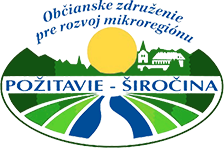 Občianske združenie
pre rozvoj mikroregiónu
POŽITAVIE - ŠIROČINA